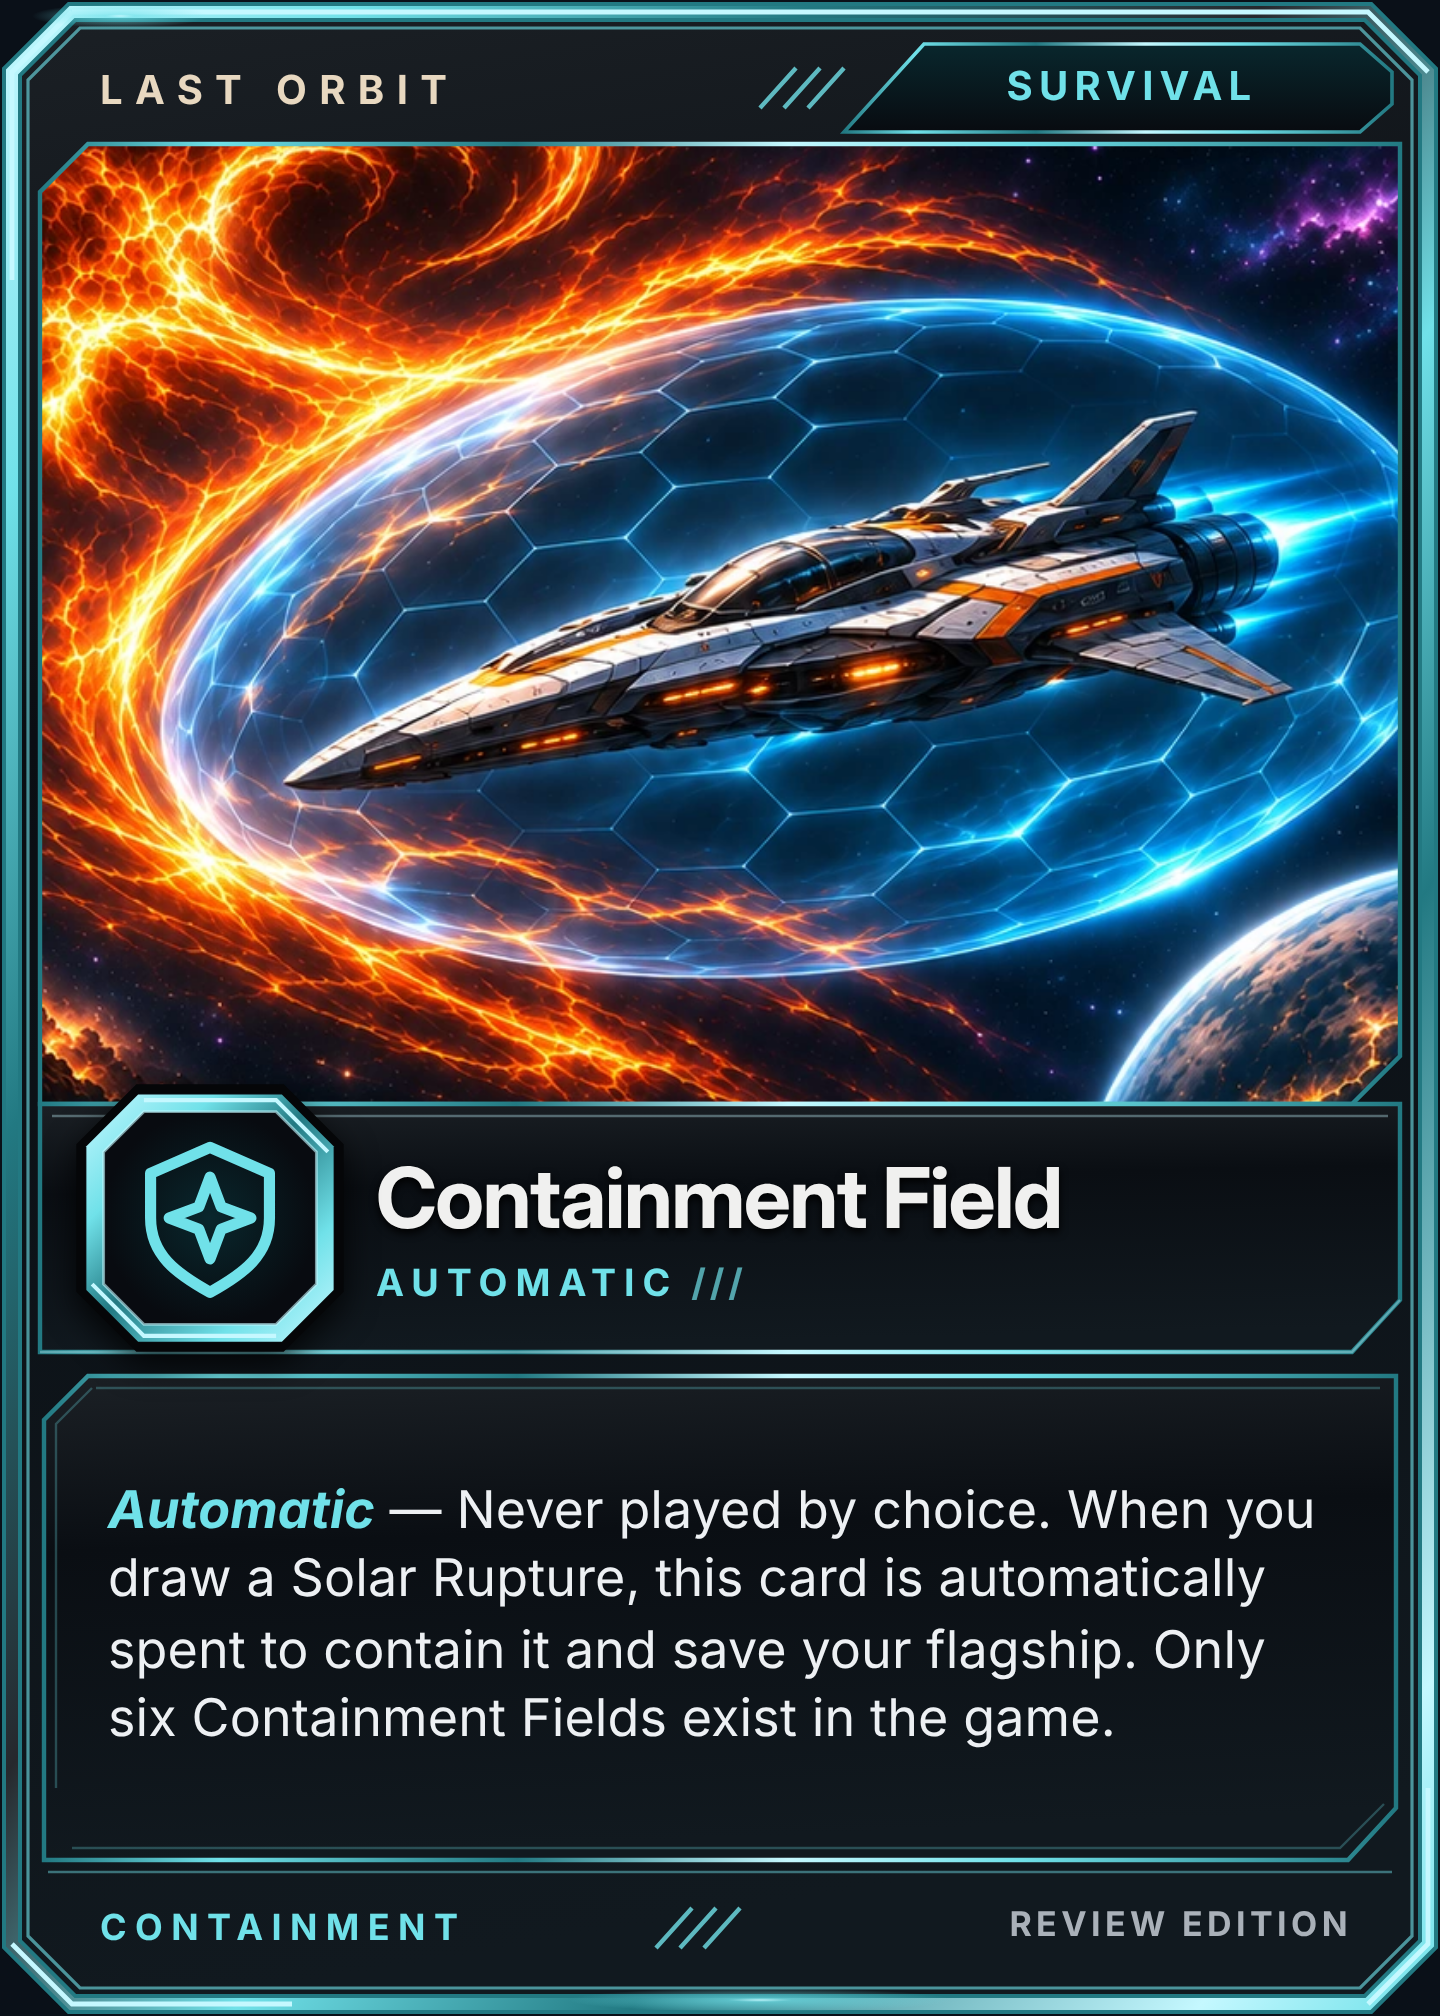 LAST ORBIT
/// SURVIVAL
Containment Field
AUTOMATIC ///
Automatic — Never played by choice. When you
draw a Solar Rupture, this card is automatically
spent to contain it and save your flagship. Only
six Containment Fields exist in the game.
CONTAINMENT /// REVIEW EDITION